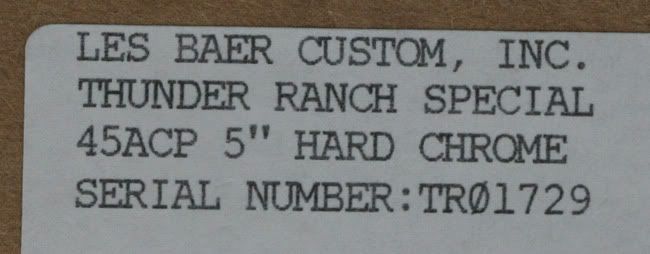 LES BAER CUSTOM, INC.
THUNDER RANCH SPECIAL
45ACP 5" HARD CHROME
SERIAL NUMBER:TRØ1729